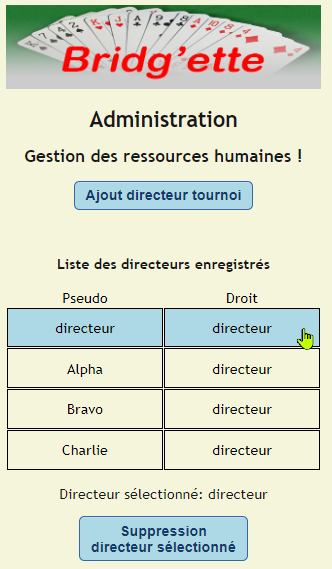 Bridg'ette
Administration
Gestion des ressources humaines !
Ajout directeur tournoi
Liste des directeurs enregistrés
Pseudo Droit
directeur directeur
Alpha directeur
Bravo directeur
Charlie directeur
Directeur sélectionné: directeur
Suppression
directeur sélectionné